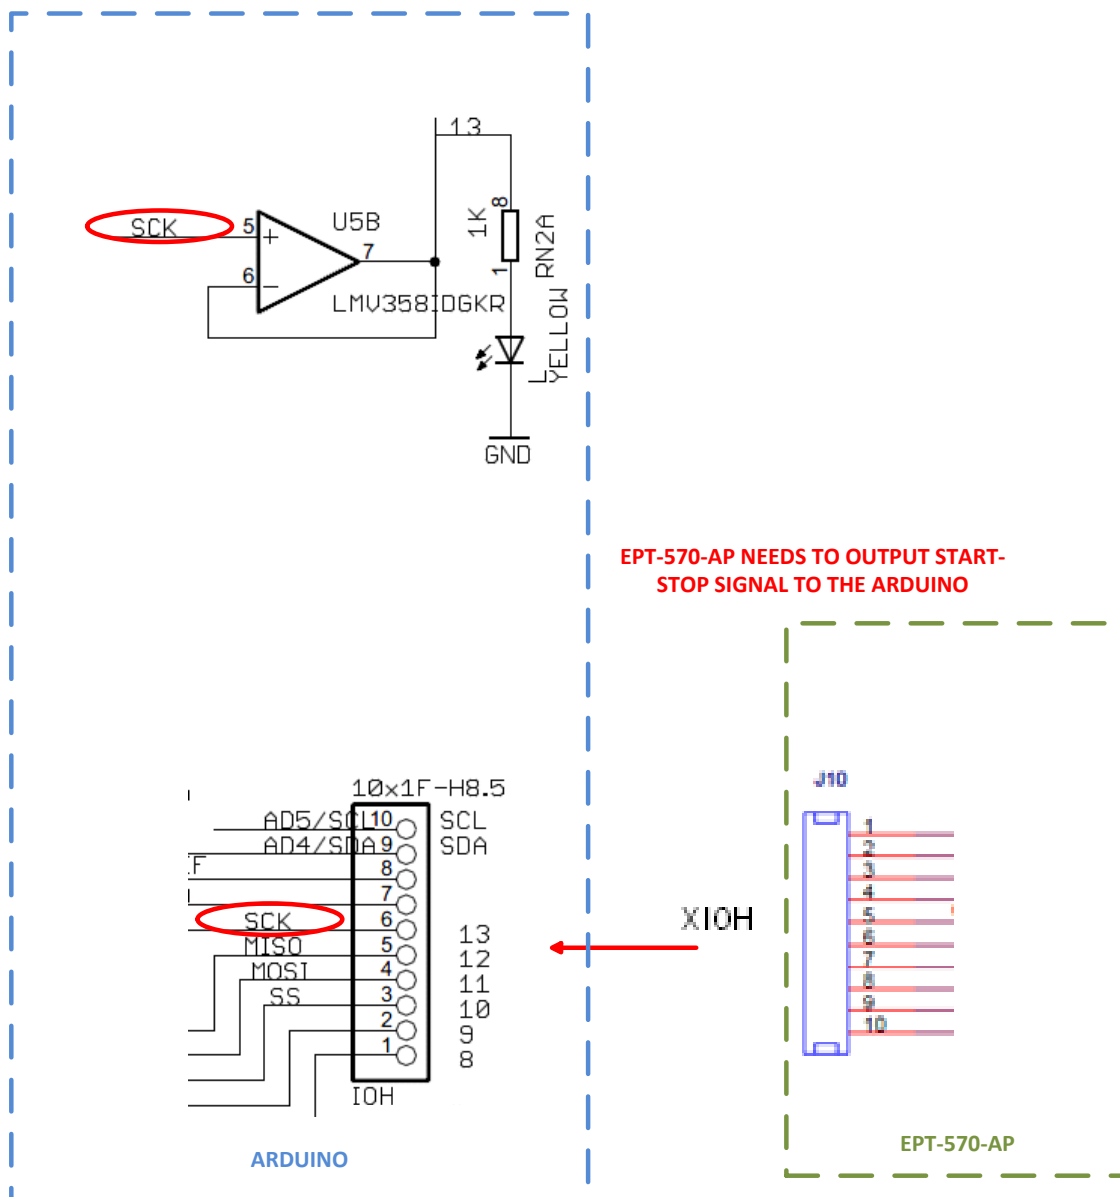 13
SCK
5
+
U5B
7
6
-
LMV358IDGKR
1K
8
1
RN2A
L
YELLOW
GND
EPT-570-AP NEEDS TO OUTPUT START-
STOP SIGNAL TO THE ARDUINO
J10
1
2
3
4
5
6
7
8
9
10
XIOH
10x1F-H8.5
AD5/SCL 10 SCL
AD4/SDA 9 SDA
F 8
7
SCK 6 13
MISO 5 12
MOSI 4 11
SS 3 10
2 9
1 8
IOH
ARDUINO
EPT-570-AP